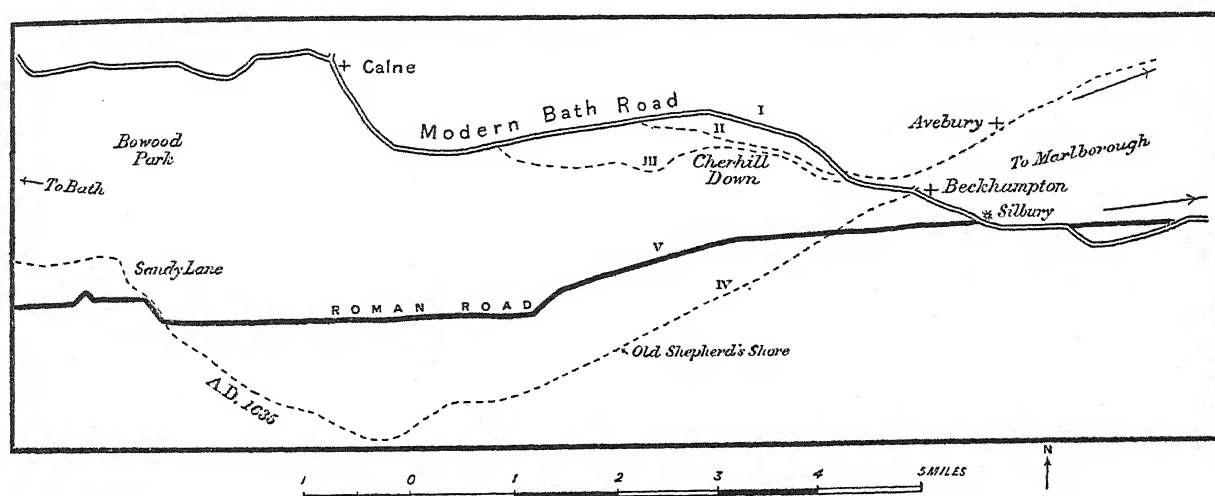 Calne
Modern Bath Road
I
II
III
Avebury
Bowood
Park
Cherhill
Down
To Marlborough
To Bath
Beckhampton
Silbury
Sandy Lane
V
IV
ROMAN ROAD
Old Shepherd's Shore
A.D. 1635
N
1 0 1 2 3 4 5 MILES